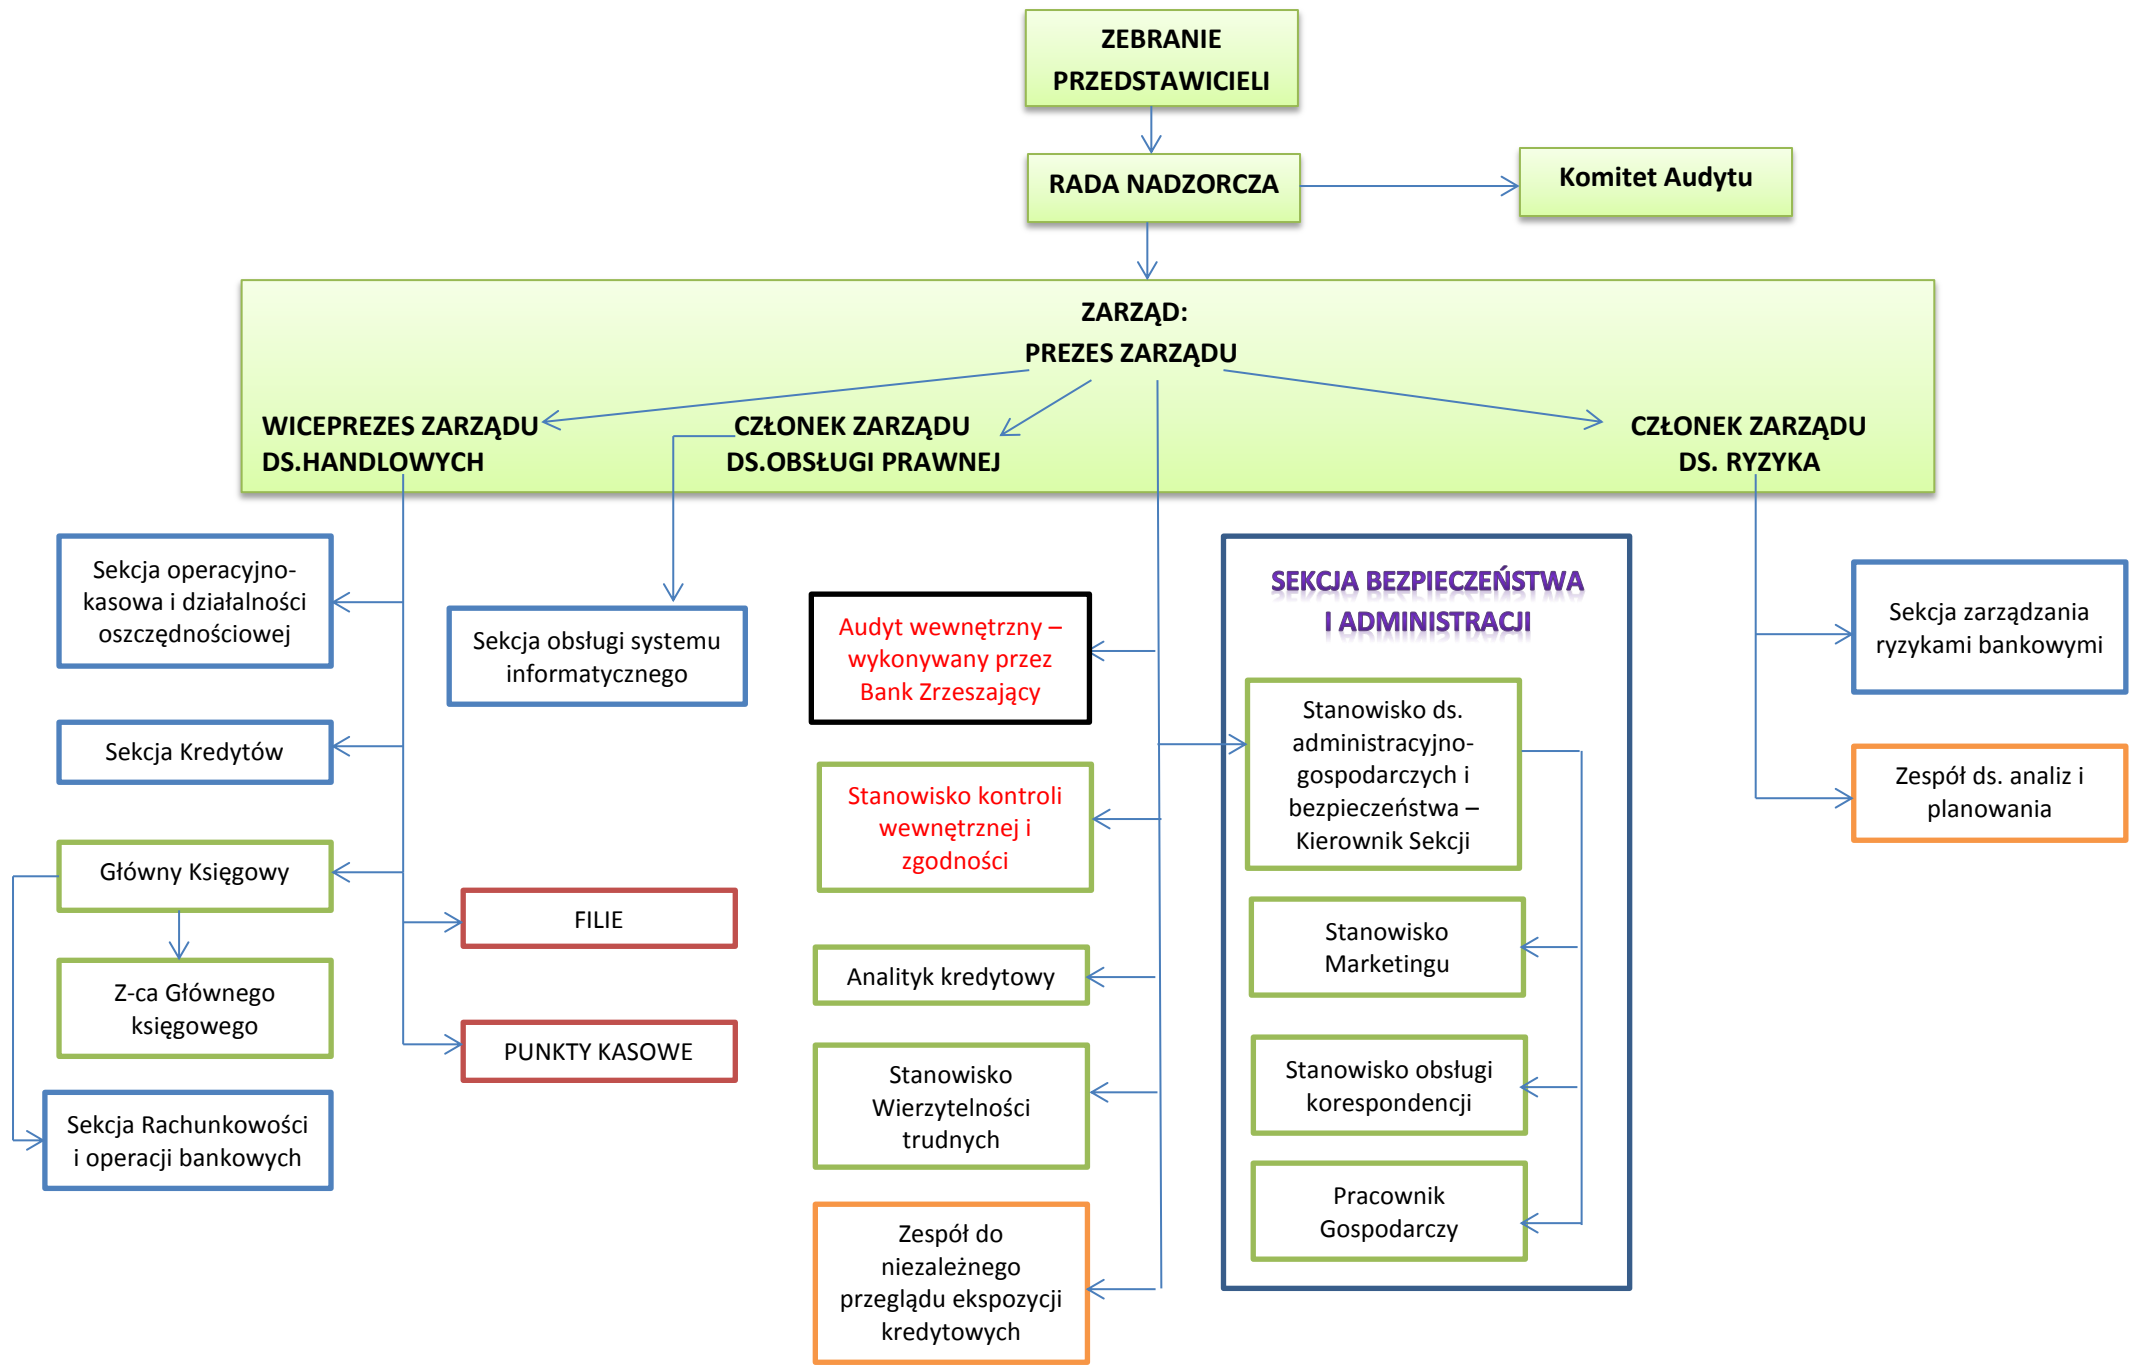 ZEBRANIE
PRZEDSTAWICIELI
RADA NADZORCZA
Komitet Audytu
ZARZĄD:
PREZES ZARZĄDU
WICEPREZES ZARZĄDU
DS.HANDLOWYCH
CZŁONEK ZARZĄDU
DS.OBSŁUGI PRAWNEJ
CZŁONEK ZARZĄDU
DS. RYZYKA
Sekcja operacyjno-
kasowa i działalności
oszczędnościowej
Sekcja Kredytów
Główny Księgowy
Z-ca Głównego
księgowego
Sekcja Rachunkowości
i operacji bankowych
FILIE
PUNKTY KASOWE
Sekcja obsługi systemu
informatycznego
Audyt wewnętrzny –
wykonywany przez
Bank Zrzeszający
Stanowisko kontroli
wewnętrznej i
zgodności
Analityk kredytowy
Stanowisko
Wierzytelności
trudnych
Zespół do
niezależnego
przeglądu ekspozycji
kredytowych
SEKCJA BEZPIECZEŃSTWA
I ADMINISTRACJI
Stanowisko ds.
administracyjno-
gospodarczych i
bezpieczeństwa –
Kierownik Sekcji
Stanowisko
Marketingu
Stanowisko obsługi
korespondencji
Pracownik
Gospodarczy
Sekcja zarządzania
ryzykami bankowymi
Zespół ds. analiz i
planowania